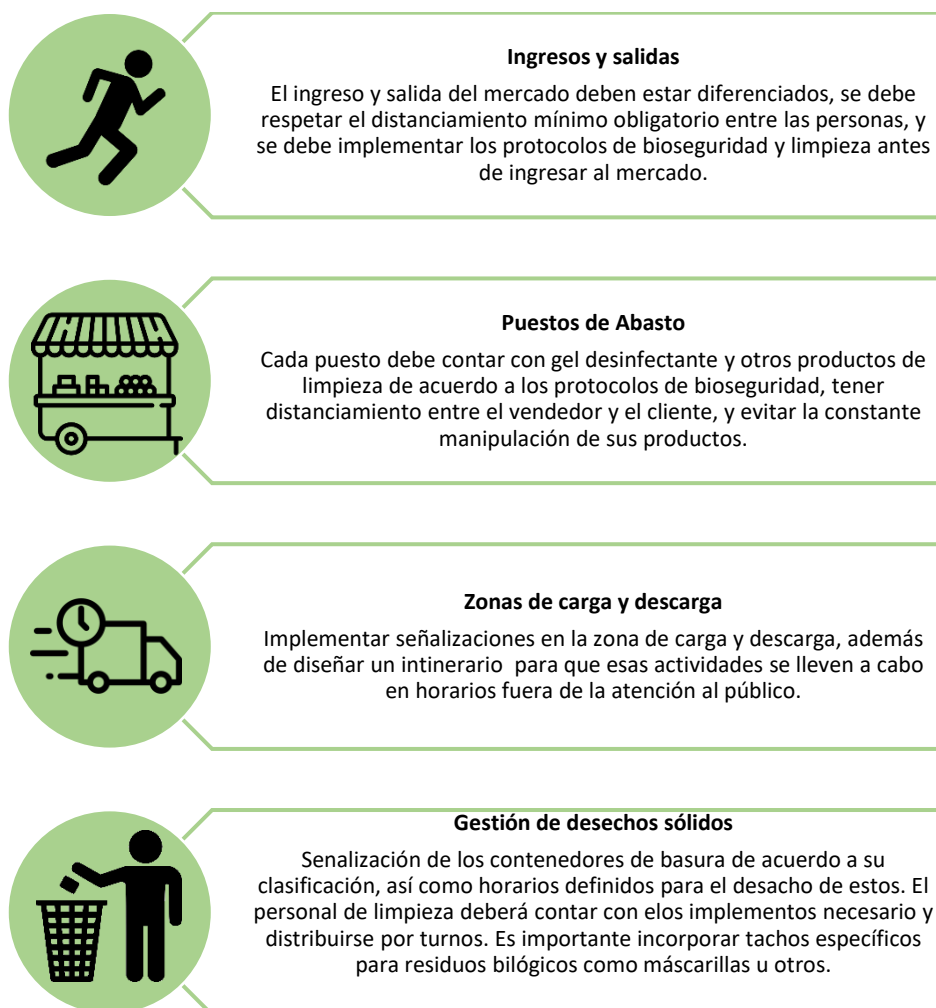 Ingresos y salidas
El ingreso y salida del mercado deben estar diferenciados, se debe
respetar el distanciamiento mínimo obligatorio entre las personas, y
se debe implementar los protocolos de bioseguridad y limpieza antes
de ingresar al mercado.
Puestos de Abasto
Cada puesto debe contar con gel desinfectante y otros productos de
limpieza de acuerdo a los protocolos de bioseguridad, tener
distanciamiento entre el vendedor y el cliente, y evitar la constante
manipulación de sus productos.
Zonas de carga y descarga
Implementar señalizaciones en la zona de carga y descarga, además
de diseñar un intinerario  para que esas actividades se lleven a cabo
en horarios fuera de la atención al público.
Gestión de desechos sólidos
Senalización de los contenedores de basura de acuerdo a su
clasificación, así como horarios definidos para el desacho de estos. El
personal de limpieza deberá contar con elos implementos necesario y
distribuirse por turnos. Es importante incorporar tachos específicos
para residuos bilógicos como máscarillas u otros.